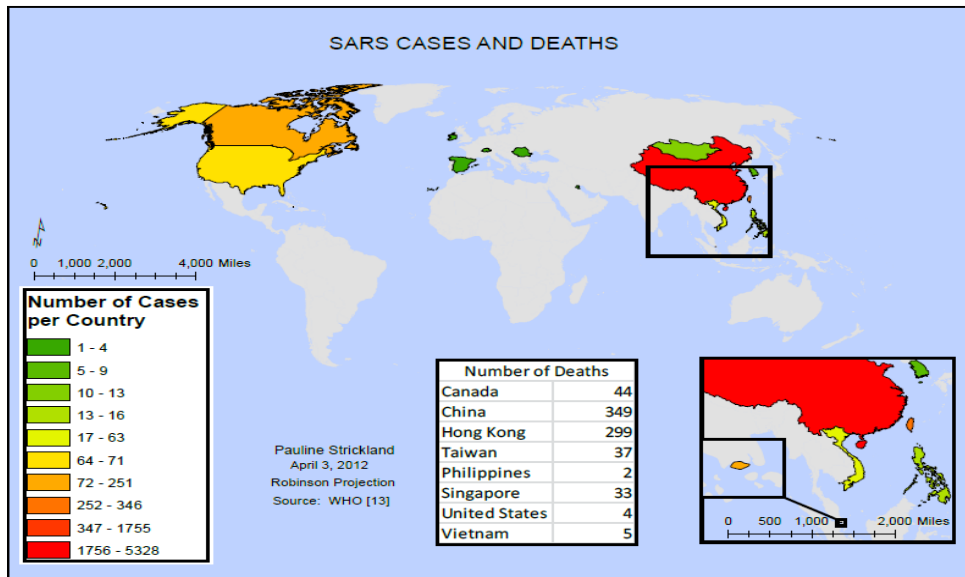 SARS CASES AND DEATHS
N
0 1,000 2,000 4,000 Miles
Number of Cases
per Country
1 - 4
5 - 9
10 - 13
13 - 16
17 - 63
64 - 71
72 - 251
252 - 346
347 - 1755
1756 - 5328
Pauline Strickland
April 3, 2012
Robinson Projection
Source: WHO [13]
Number of Deaths
Canada 44
China 349
Hong Kong 299
Taiwan 37
Philippines 2
Singapore 33
United States 4
Vietnam 5
0 500 1,000 2,000 Miles